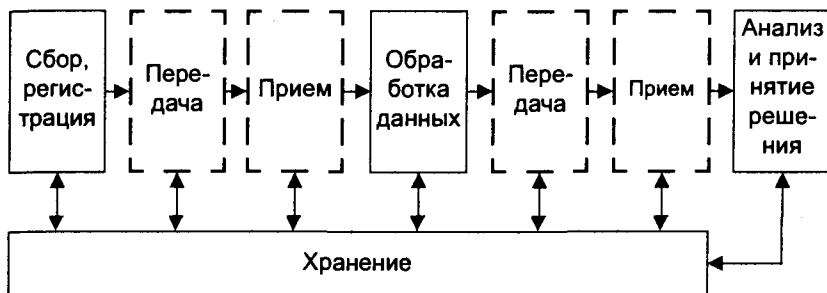 Сбор,
регис-
трация
Пере-
дача
Прием
Обра-
ботка
данных
Пере-
дача
Прием
Анализ
и при-
нятие
реше-
ния
Хранение